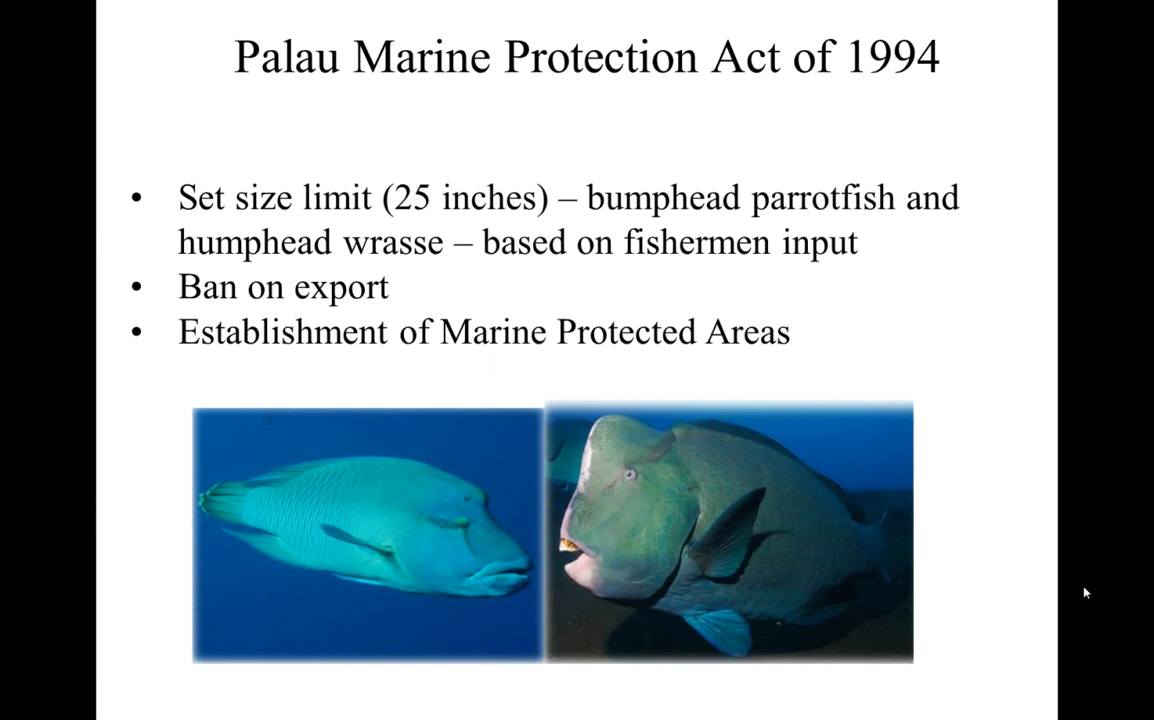 Palau Marine Protection Act of 1994
• Set size limit (25 inches) – bumphead parrotfish and
humphead wrasse – based on fishermen input
• Ban on export
• Establishment of Marine Protected Areas